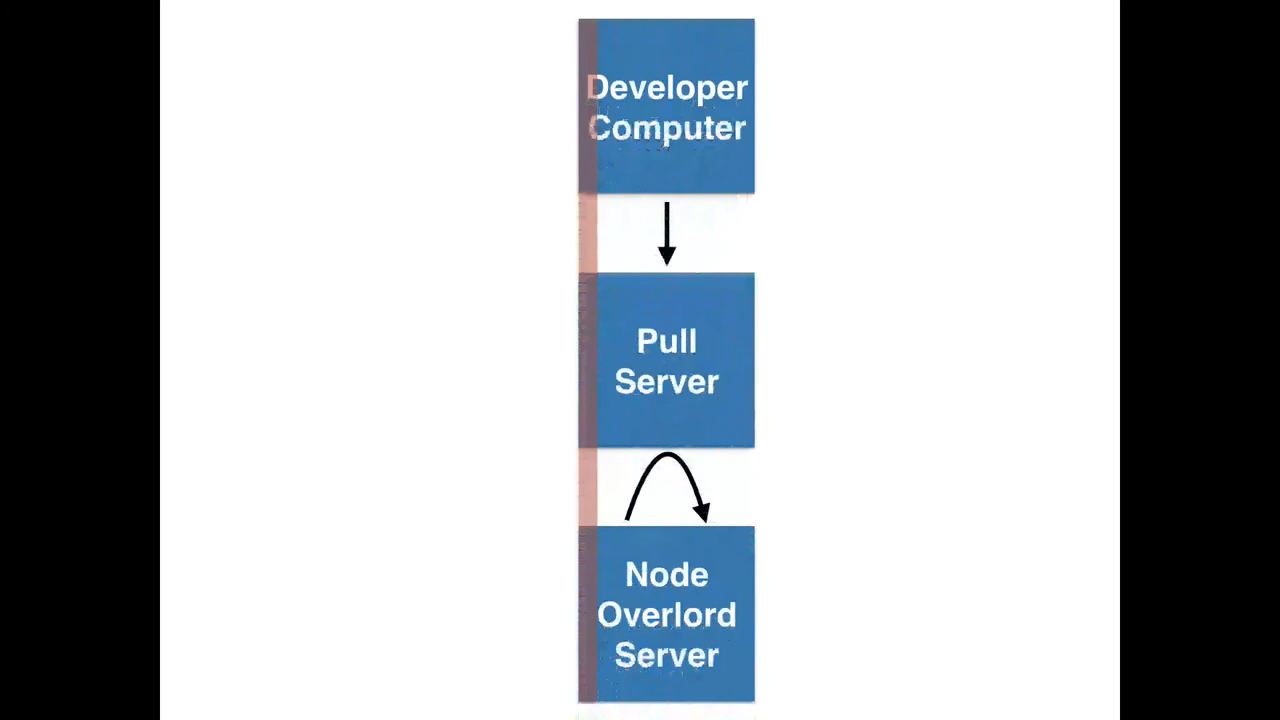 Developer
Computer
Pull
Server
Node
Overlord
Server